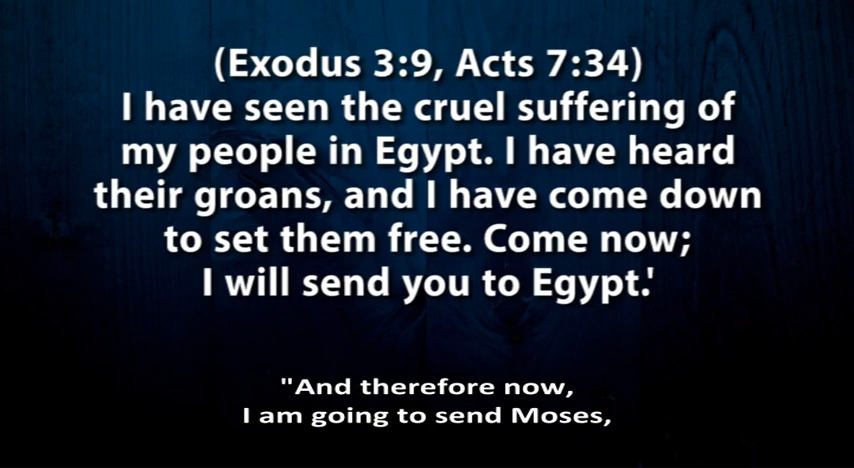 (Exodus 3:9, Acts 7:34)
I have seen the cruel suffering of
my people in Egypt. I have heard
their groans, and I have come down
to set them free. Come now;
I will send you to Egypt.'
"And therefore now,
I am going to send Moses,